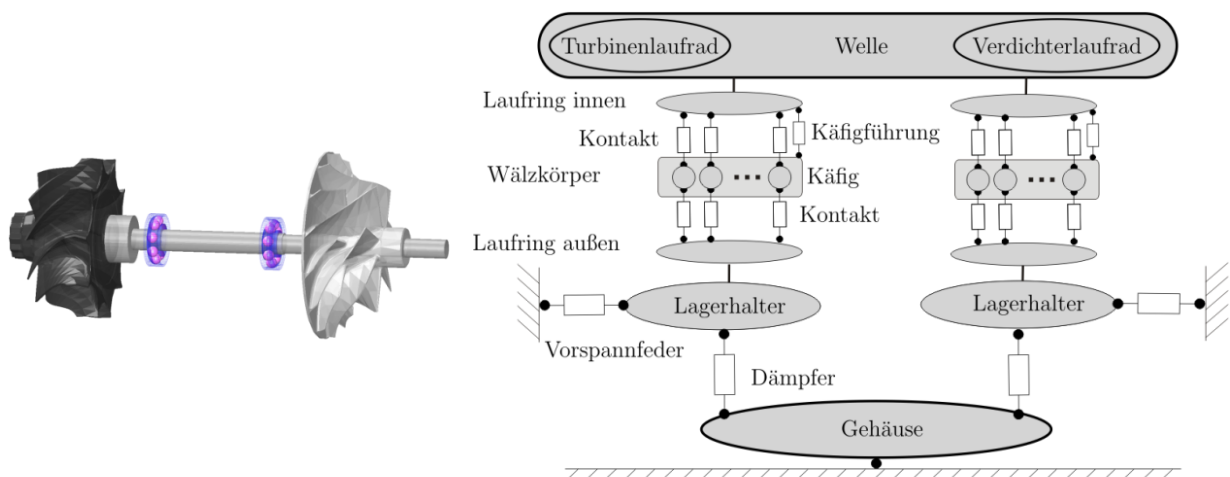 Turbinenlaufrad
Welle
Verdichterlaufrad
Laufring innen
Kontakt
Käfigführung
Wälzkörper
Käfig
Kontakt
Laufring außen
Lagerhalter
Lagerhalter
Vorspannfeder
Dämpfer
Gehäuse